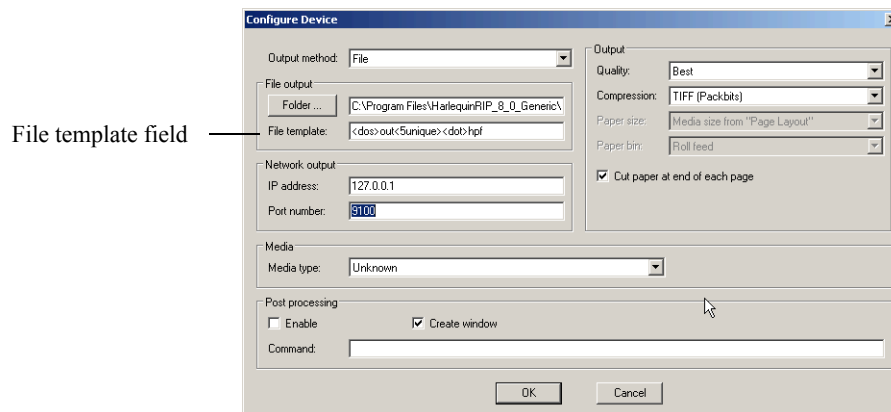 Configure Device
Output method: File
File output
Folder ... C:\Program Files\HarlequinRIP_8_0_Generic\
File template: <dos>out<5unique><dot>hpf
File template field
Network output
IP address: 127.0.0.1
Port number: 9100
Output
Quality: Best
Compression: TIFF (Packbits)
Paper size: Media size from "Page Layout"
Paper bin: Roll feed
Cut paper at end of each page
Media
Media type: Unknown
Post processing
Enable Create window
Command:
OK Cancel